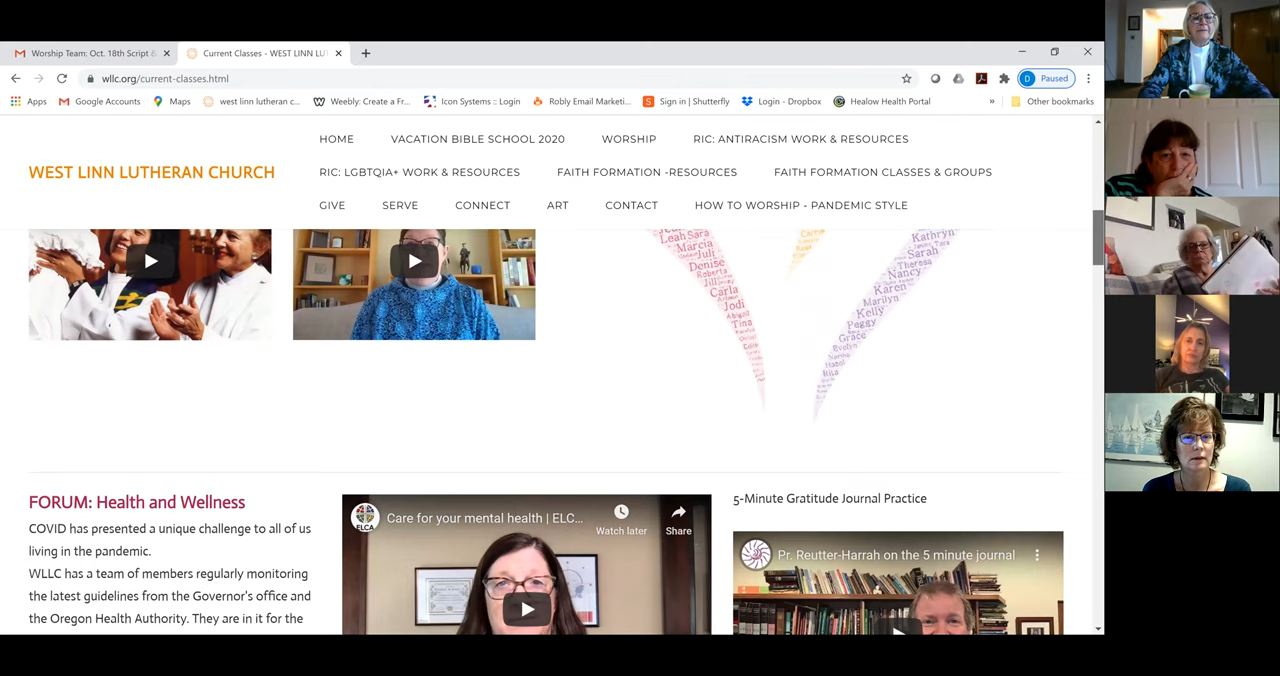 Worship Team: Oct. 18th Script &
Current Classes - WEST LINN LU
wllc.org/current-classes.html
Paused
Apps
Google Accounts
Maps
west linn lutheran c...
Weebly: Create a Fr...
Icon Systems :: Login
Robly Email Marketi...
Sign in | Shutterfly
Login - Dropbox
Healow Health Portal
»
Other bookmarks
WEST LINN LUTHERAN CHURCH
HOME
VACATION BIBLE SCHOOL 2020
WORSHIP
RIC: ANTIRACISM WORK & RESOURCES
RIC: LGBTQIA+ WORK & RESOURCES
FAITH FORMATION -RESOURCES
FAITH FORMATION CLASSES & GROUPS
GIVE
SERVE
CONNECT
ART
CONTACT
HOW TO WORSHIP - PANDEMIC STYLE
Leah Sara
Marcia
Juli
Denise
Roberta
Jill
Carla
Jodi
Abigail
Tina
Kathryn
Sarah
Theresa
Nancy
Karen
Marilyn
Kelly
Peggy
Grace
Evelyn
Hazel
Rita
FORUM: Health and Wellness
COVID has presented a unique challenge to all of us
living in the pandemic.
WLLC has a team of members regularly monitoring
the latest guidelines from the Governor's office and
the Oregon Health Authority. They are in it for the
ELCA
Care for your mental health | ELC...
Watch later
Share
5-Minute Gratitude Journal Practice
Pr. Reutter-Harrah on the 5 minute journal